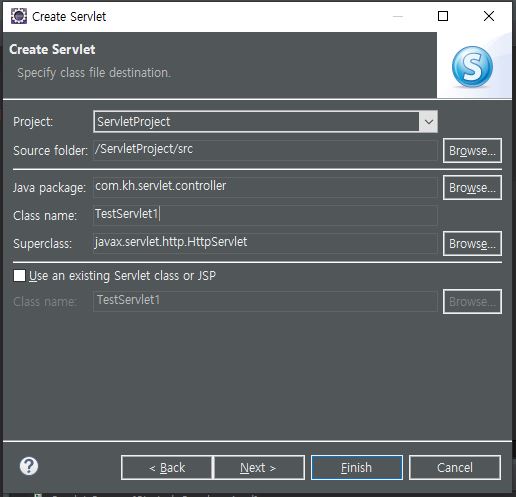 Create Servlet
Create Servlet
Specify class file destination.
S
Project: ServletProject
Source folder: /ServletProject/src Browse...
Java package: com.kh.servlet.controller Browse...
Class name: TestServlet1
Superclass: javax.servlet.http.HttpServlet Browse...
Use an existing Servlet class or JSP
Class name: TestServlet1 Browse...
? < Back Next > Finish Cancel